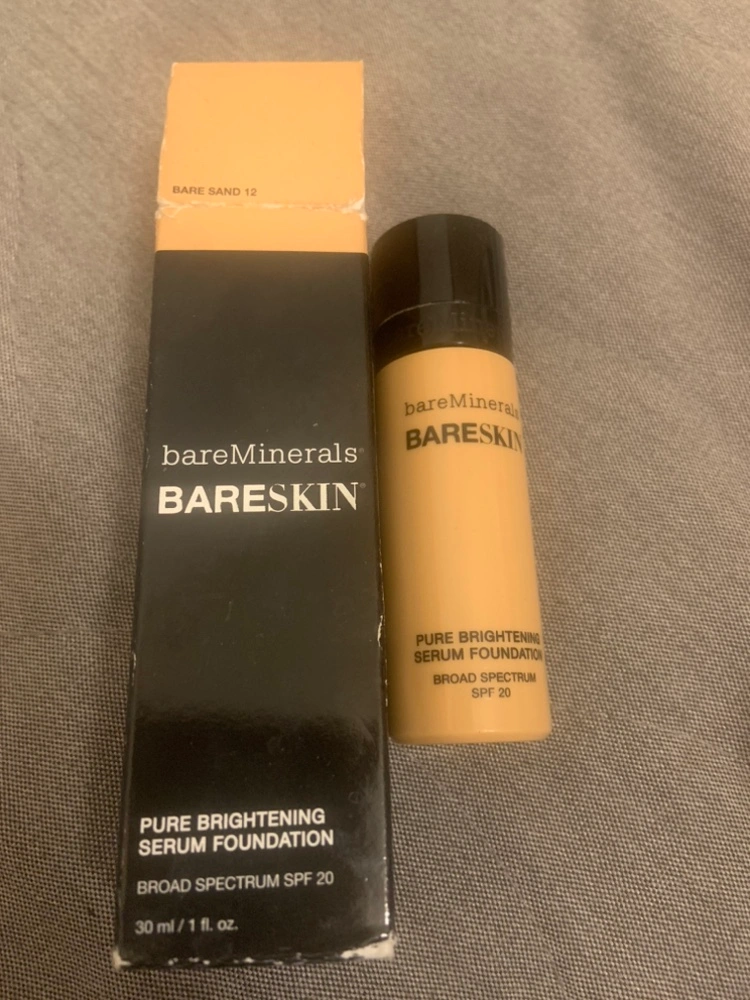 BARE SAND 12
bareMinerals®
BARESKIN®
PURE BRIGHTENING
SERUM FOUNDATION
BROAD SPECTRUM SPF 20
30 ml / 1 fl. oz.
bareMinerals
BARESKIN
PURE BRIGHTENING
SERUM FOUNDATION
BROAD SPECTRUM
SPF 20